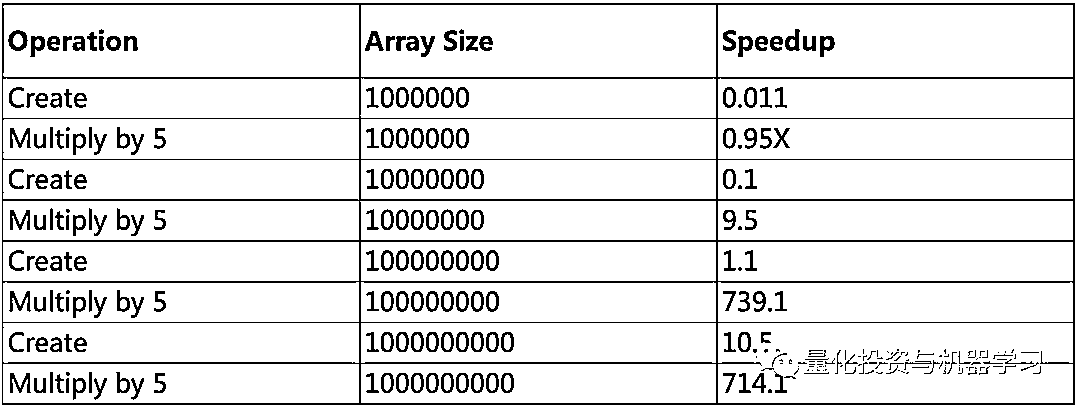 Operation Array Size Speedup
Create 1000000 0.011
Multiply by 5 1000000 0.95X
Create 10000000 0.1
Multiply by 5 10000000 9.5
Create 100000000 1.1
Multiply by 5 100000000 739.1
Create 1000000000 10.5
量化投资与机器学习
Multiply by 5 1000000000 714.1